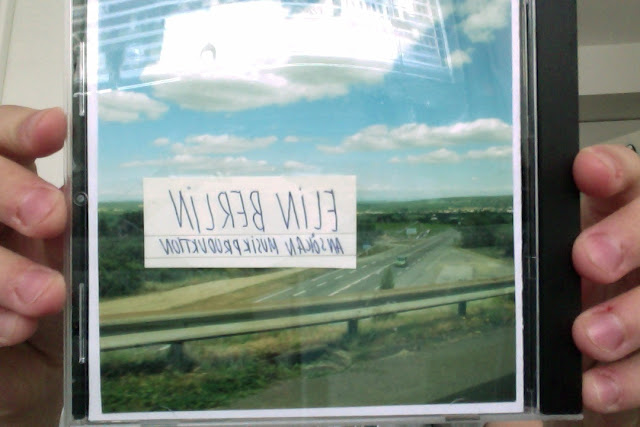 ELiN BERLiN
ANSÖKAN MUSIKPRODUKTION